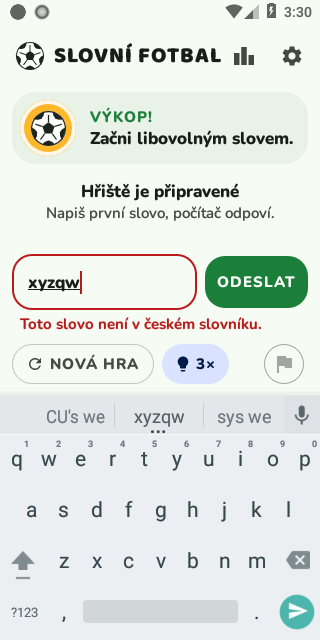 3:30
SLOVNÍ FOTBAL
VÝKOP!
Začni libovolným slovem.
Hřiště je připravené
Napiš první slovo, počítač odpoví.
xyzqw
ODESLAT
Toto slovo není v českém slovníku.
NOVÁ HRA
3×
CU's we xyzqw sys we
1 2 3 4 5 6 7 8 9 0
q w e r t y u i o p
a s d f g h j k l
z x c v b n m
?123 , .